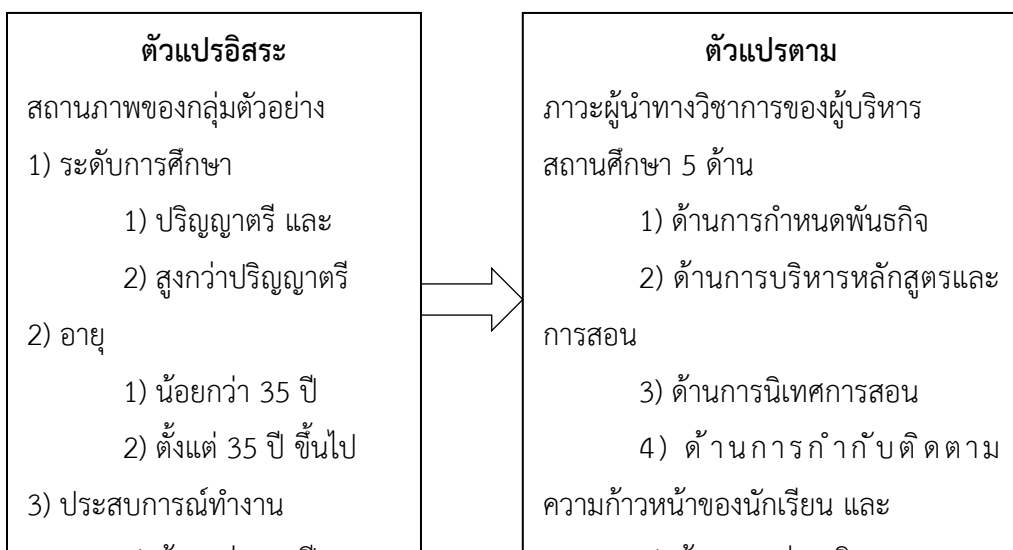 ตัวแปรอิสระ
สถานภาพของกลุ่มตัวอย่าง
1) ระดับการศึกษา
1) ปริญญาตรี และ
2) สูงกว่าปริญญาตรี
2) อายุ
1) น้อยกว่า 35 ปี
2) ตั้งแต่ 35 ปี ขึ้นไป
3) ประสบการณ์ทำงาน
ตัวแปรตาม
ภาวะผู้นำทางวิชาการของผู้บริหาร
สถานศึกษา 5 ด้าน
1) ด้านการกำหนดพันธกิจ
2) ด้านการบริหารหลักสูตรและ
การสอน
3) ด้านการนิเทศการสอน
4) ด้านการกำกับติดตาม
ความก้าวหน้าของนักเรียน และ